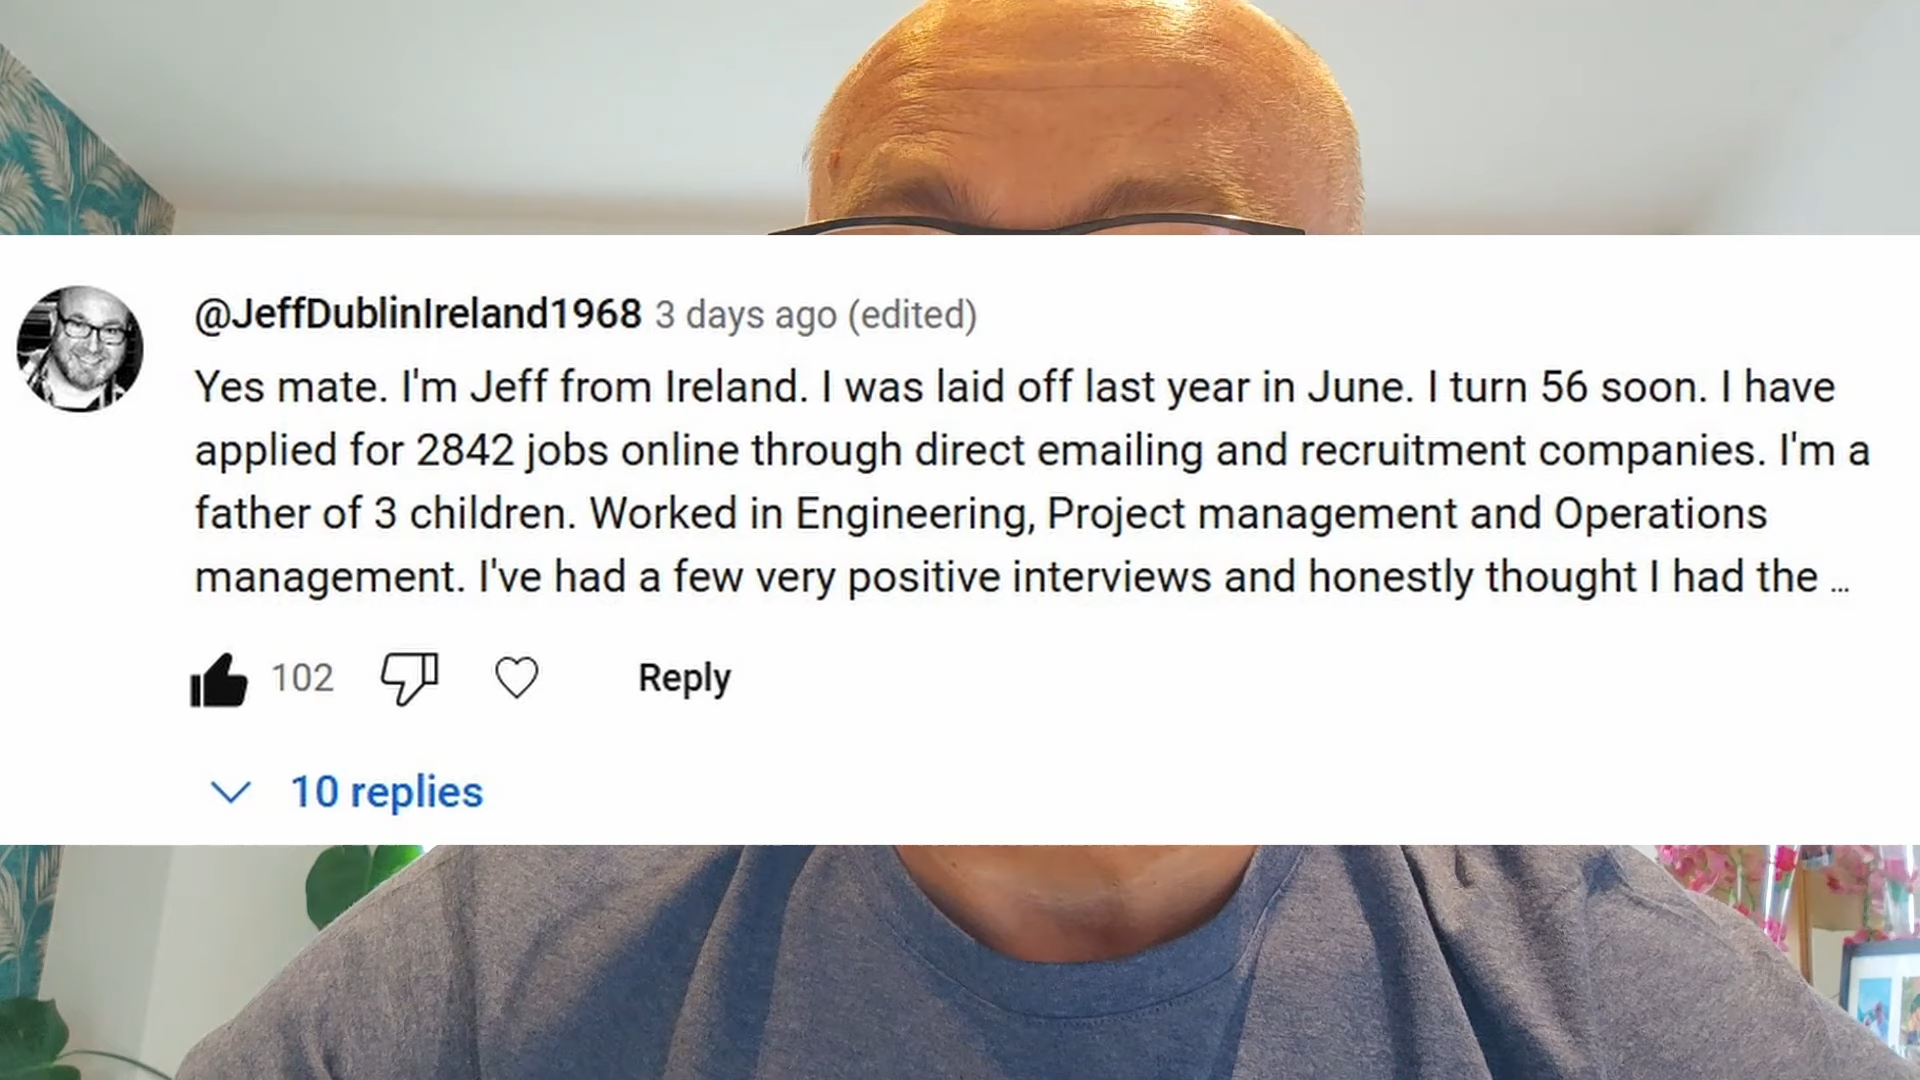 @JeffDublinIreland1968 3 days ago (edited)
Yes mate. I'm Jeff from Ireland. I was laid off last year in June. I turn 56 soon. I have
applied for 2842 jobs online through direct emailing and recruitment companies. I'm a
father of 3 children. Worked in Engineering, Project management and Operations
management. I've had a few very positive interviews and honestly thought I had the ...
102 Reply
10 replies